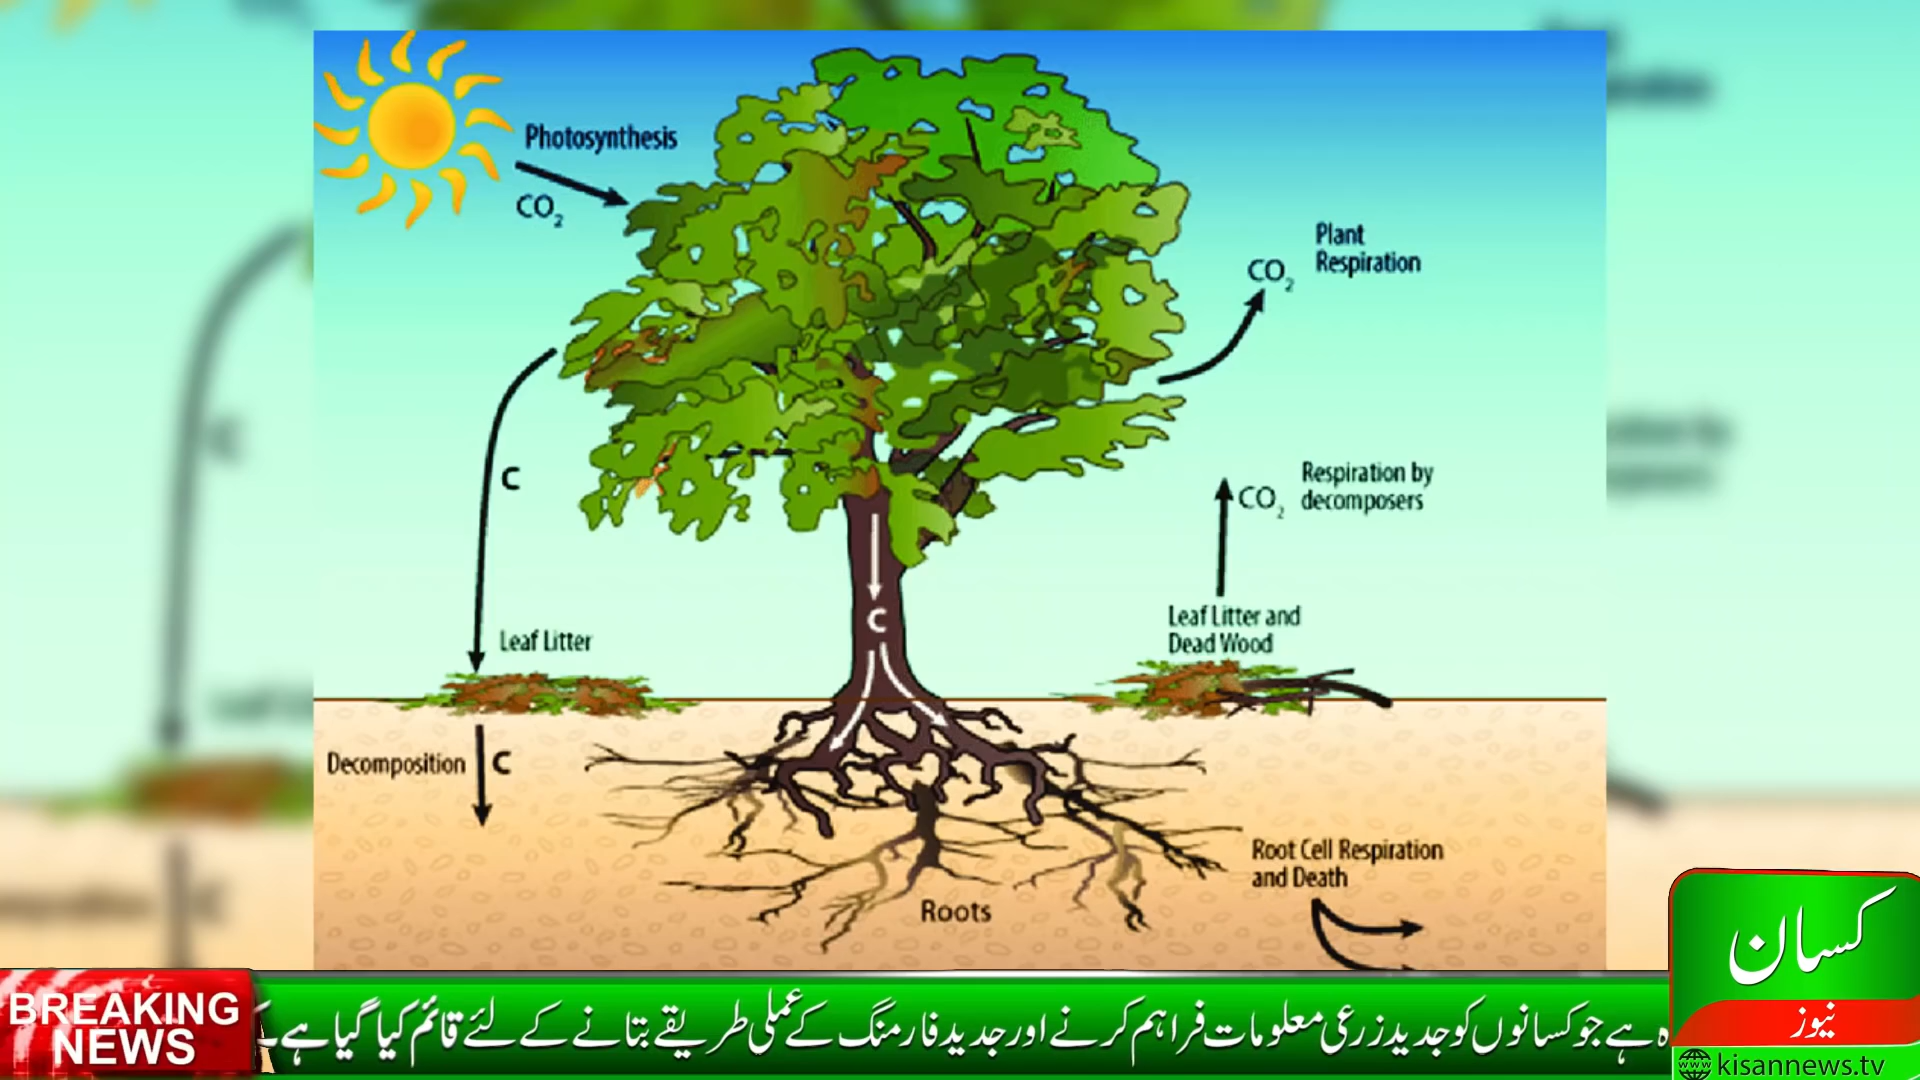 Photosynthesis
CO₂
Plant
Respiration
CO₂
C
Respiration by
decomposers
CO₂
C
Leaf Litter
Leaf Litter and
Dead Wood
Decomposition
C
Root Cell Respiration
and Death
Roots
کسان
نیوز
kisannews.tv
BREAKING
NEWS
ہ ہے جو کسانوں کو جدید زرعی معلومات فراہم کرنے اور جدید فارمنگ کے عملی طریقے بتانے کے لئے قائم کیا گیا ہے۔